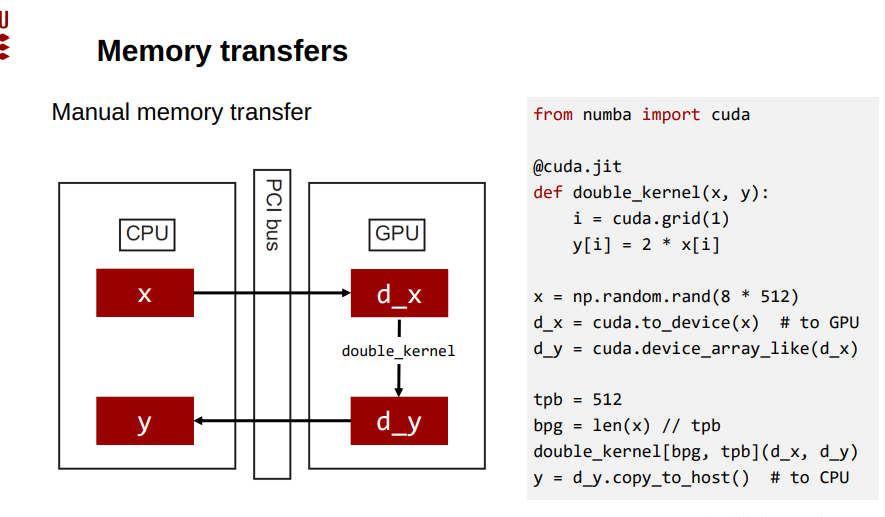 U
Memory transfers
Manual memory transfer
PCI bus
CPU
GPU
x
d_x
double_kernel
y
d_y
from numba import cuda
@cuda.jit
def double_kernel(x, y):
    i = cuda.grid(1)
    y[i] = 2 * x[i]
x = np.random.rand(8 * 512)
d_x = cuda.to_device(x)  # to GPU
d_y = cuda.device_array_like(d_x)
tpb = 512
bpg = len(x) // tpb
double_kernel[bpg, tpb](d_x, d_y)
y = d_y.copy_to_host()  # to CPU